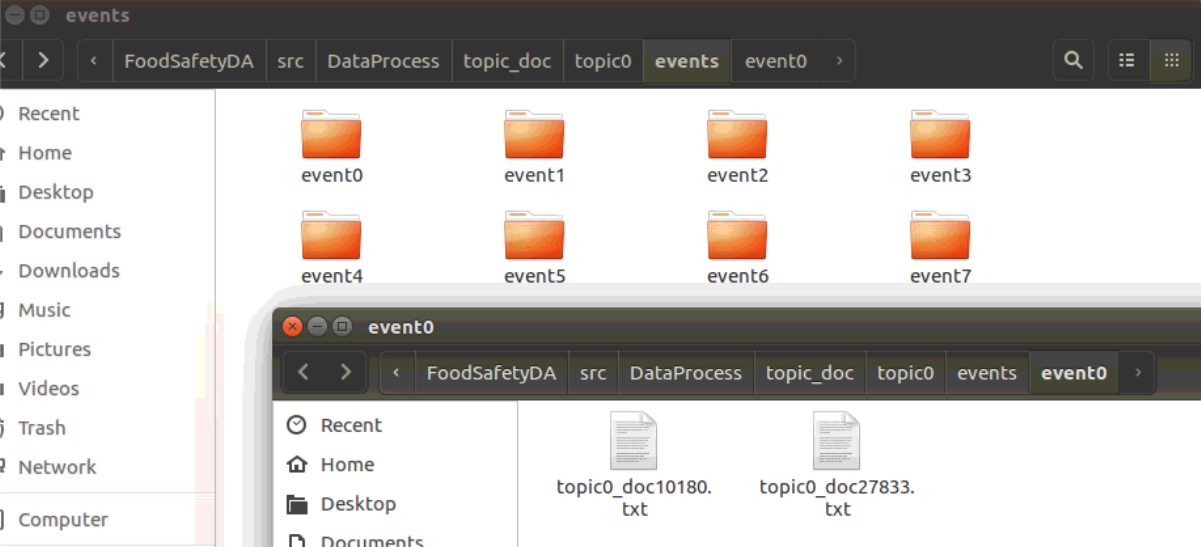 events
FoodSafetyDA src DataProcess topic_doc topic0 events event0
Recent
Home
Desktop
Documents
Downloads
Music
Pictures
Videos
Trash
Network
Computer
event0 event1 event2 event3
event4 event5 event6 event7
event0
FoodSafetyDA src DataProcess topic_doc topic0 events event0
Recent
Home
Desktop
Documents
topic0_doc10180.
txt
topic0_doc27833.
txt